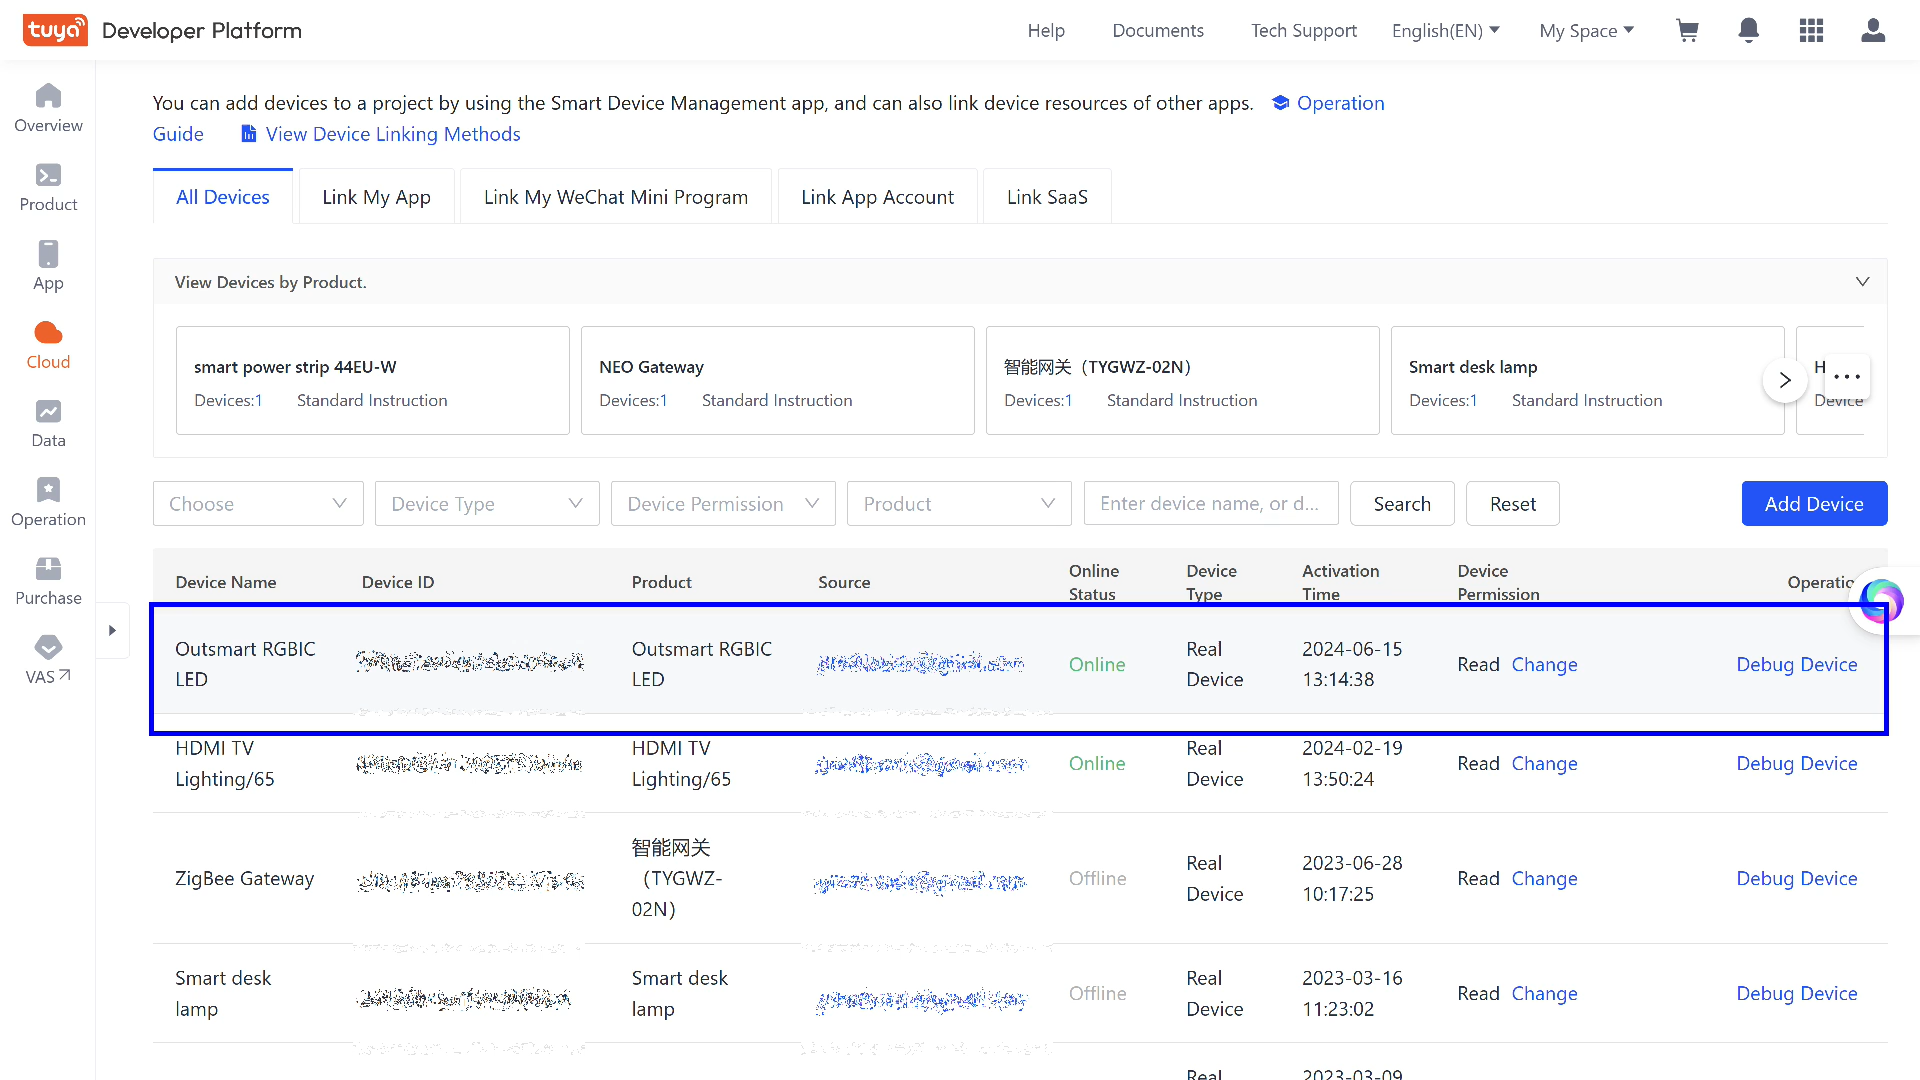 tuya Developer Platform
Help Documents Tech Support English(EN) My Space
Overview
Product
App
Cloud
Data
Operation
Purchase
VAS
You can add devices to a project by using the Smart Device Management app, and can also link device resources of other apps. Operation
Guide View Device Linking Methods
All Devices Link My App Link My WeChat Mini Program Link App Account Link SaaS
View Devices by Product.
smart power strip 44EU-W NEO Gateway 智能网关（TYGWZ-02N） Smart desk lamp H
Devices:1 Standard Instruction Devices:1 Standard Instruction Devices:1 Standard Instruction Devices:1 Standard Instruction Device
Choose Device Type Device Permission Product Enter device name, or d... Search Reset Add Device
Device Name Device ID Product Source Online Status Device Type Activation Time Device Permission Operatio
Outsmart RGBIC Outsmart RGBIC Real 2024-06-15
LED LED Online Device 13:14:38 Read Change Debug Device
HDMI TV HDMI TV Real 2024-02-19
Lighting/65 Lighting/65 Online Device 13:50:24 Read Change Debug Device
智能网关
ZigBee Gateway （TYGWZ- Offline Real Device 2023-06-28 10:17:25 Read Change Debug Device
02N）
Smart desk Smart desk Real 2023-03-16
lamp lamp Offline Device 11:23:02 Read Change Debug Device
Real 2023-03-09